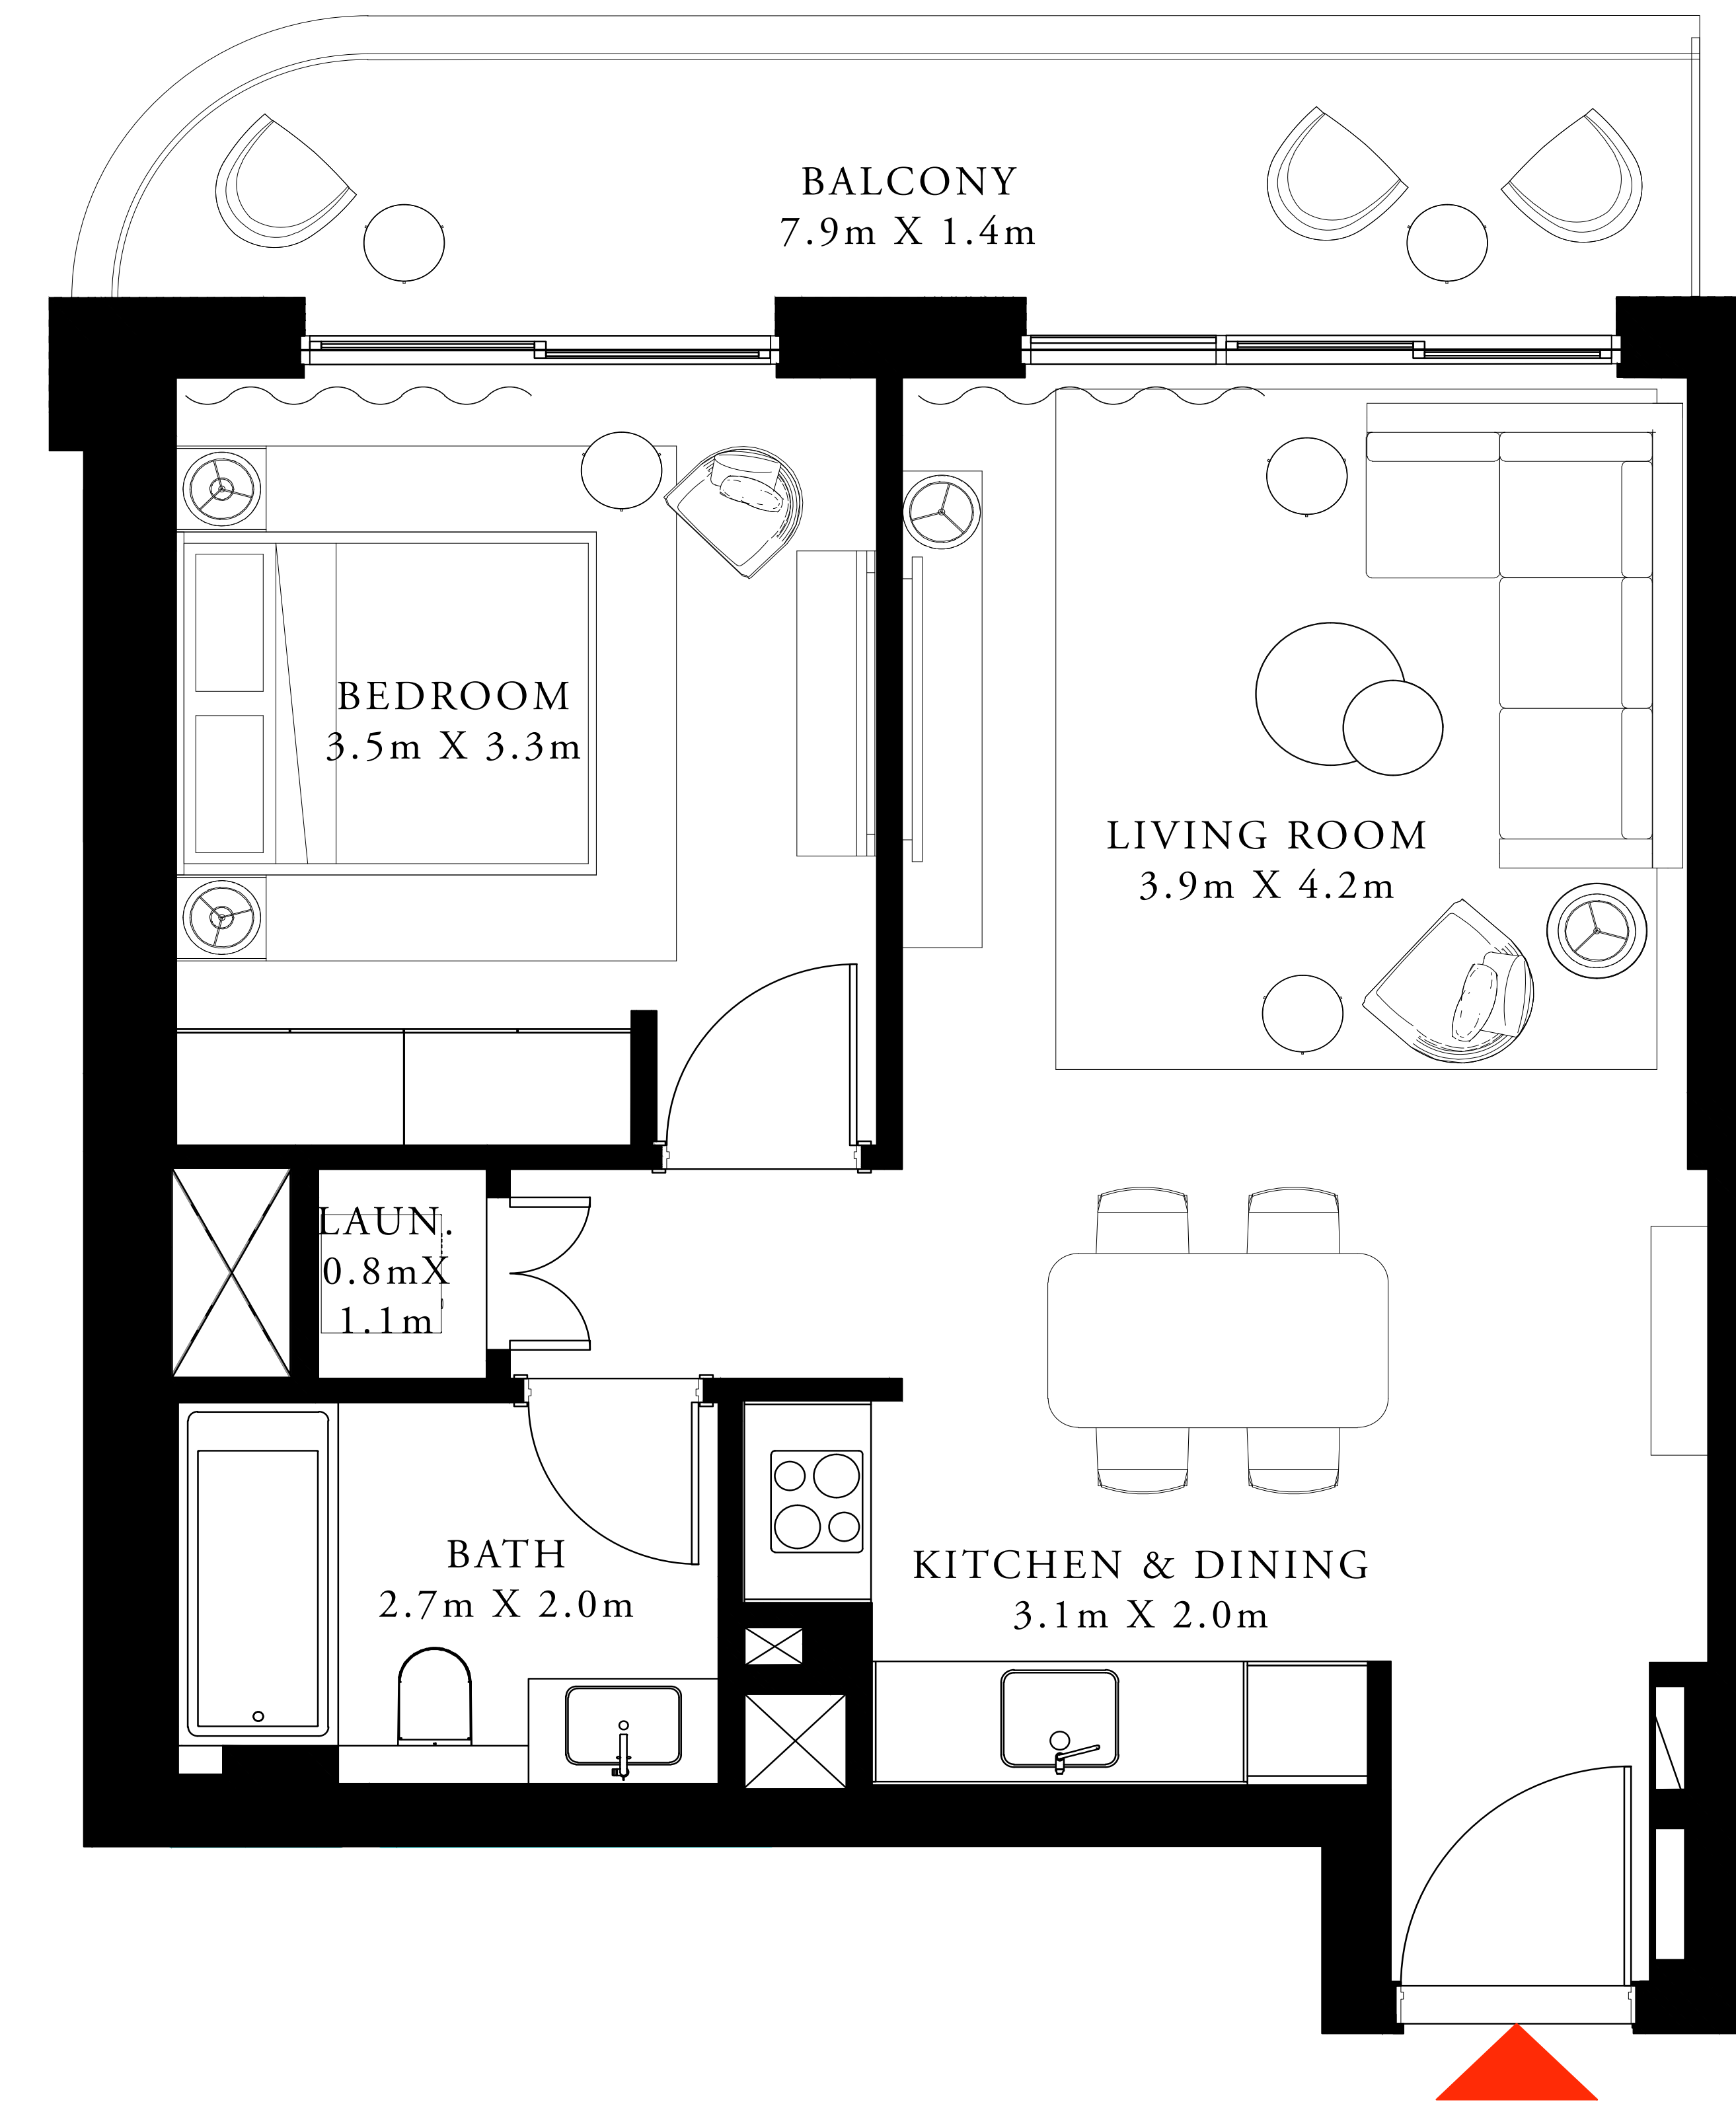 BALCONY
7.9m X 1.4m
BEDROOM
3.5m X 3.3m
LIVING ROOM
3.9m X 4.2m
LAUN.
0.8mX
1.1m
BATH
2.7m X 2.0m
KITCHEN & DINING
3.1m X 2.0m